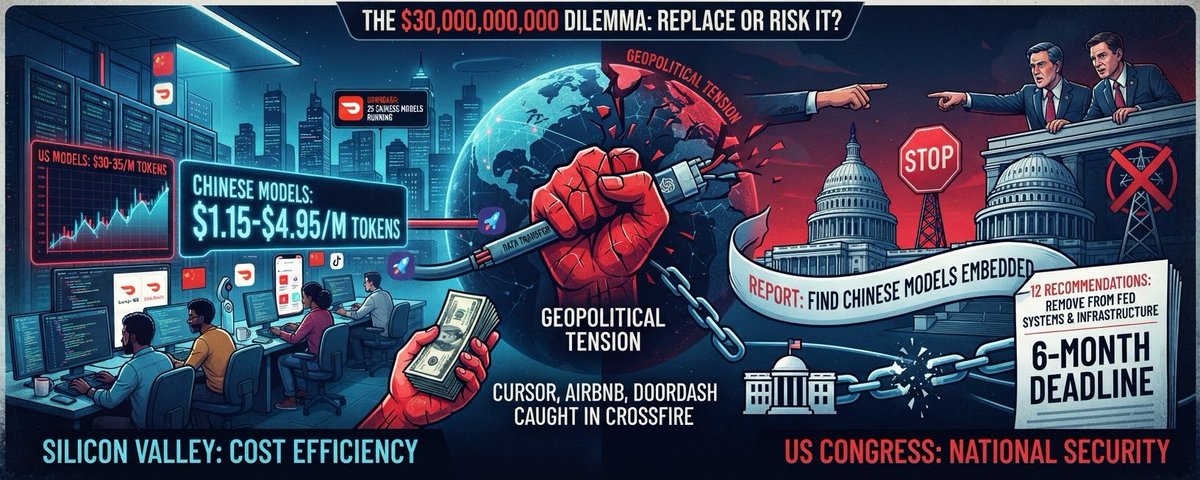 THE $30,000,000,000 DILEMMA: REPLACE OR RISK IT?
US MODELS: $30-35/M TOKENS
CHINESE MODELS:
$1.15-$4.95/M TOKENS
25 MODELS
RUNNING
GEOPOLITICAL TENSION
DATA TRANSFER
GEOPOLITICAL
TENSION
CURSOR, AIRBNB, DOORDASH
CAUGHT IN CROSSFIRE
STOP
REPORT: FIND CHINESE MODELS EMBEDDED
12 RECOMMENDATIONS:
REMOVE FROM FED
SYSTEMS & INFRASTRUCTURE
6-MONTH
DEADLINE
SILICON VALLEY: COST EFFICIENCY
US CONGRESS: NATIONAL SECURITY